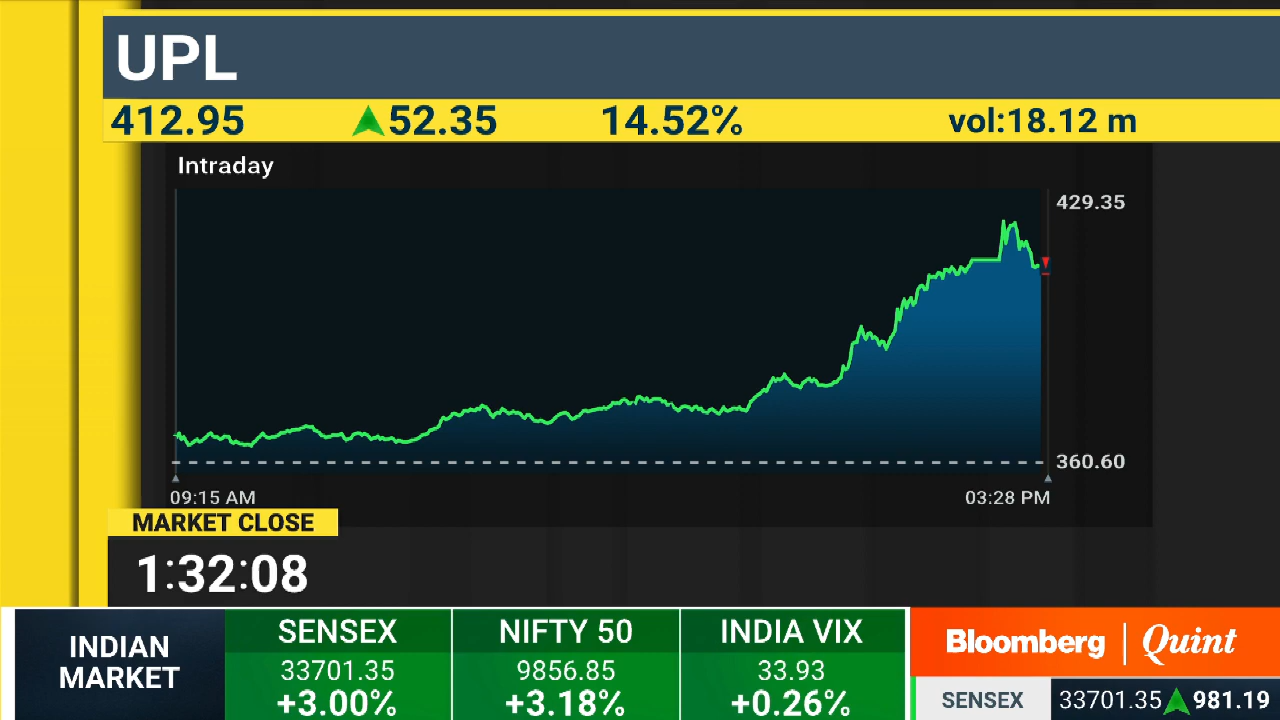 UPL
412.95 52.35 14.52% vol:18.12 m
Intraday
429.35
360.60
09:15 AM 03:28 PM
MARKET CLOSE
1:32:08
INDIAN MARKET
SENSEX
33701.35
+3.00%
NIFTY 50
9856.85
+3.18%
INDIA VIX
33.93
+0.26%
Bloomberg | Quint
SENSEX 33701.35 981.19